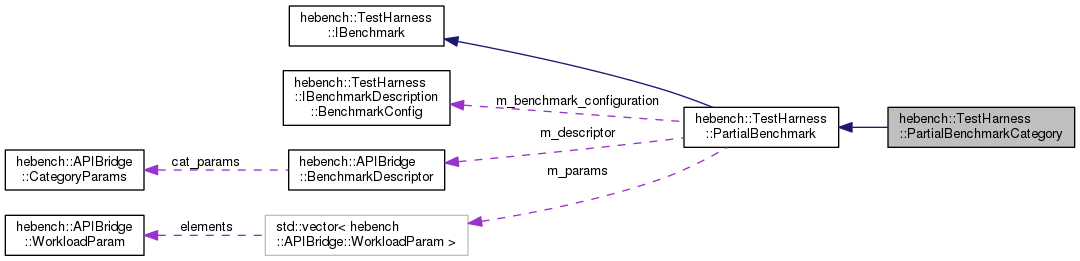 hebench::TestHarness
::IBenchmark
hebench::TestHarness
::IBenchmarkDescription
::BenchmarkConfig
m_benchmark_configuration
hebench::TestHarness
::PartialBenchmark
hebench::TestHarness
::PartialBenchmarkCategory
m_descriptor
hebench::APIBridge
::CategoryParams
cat_params
hebench::APIBridge
::BenchmarkDescriptor
m_params
hebench::APIBridge
::WorkloadParam
elements
std::vector< hebench
::APIBridge::WorkloadParam >